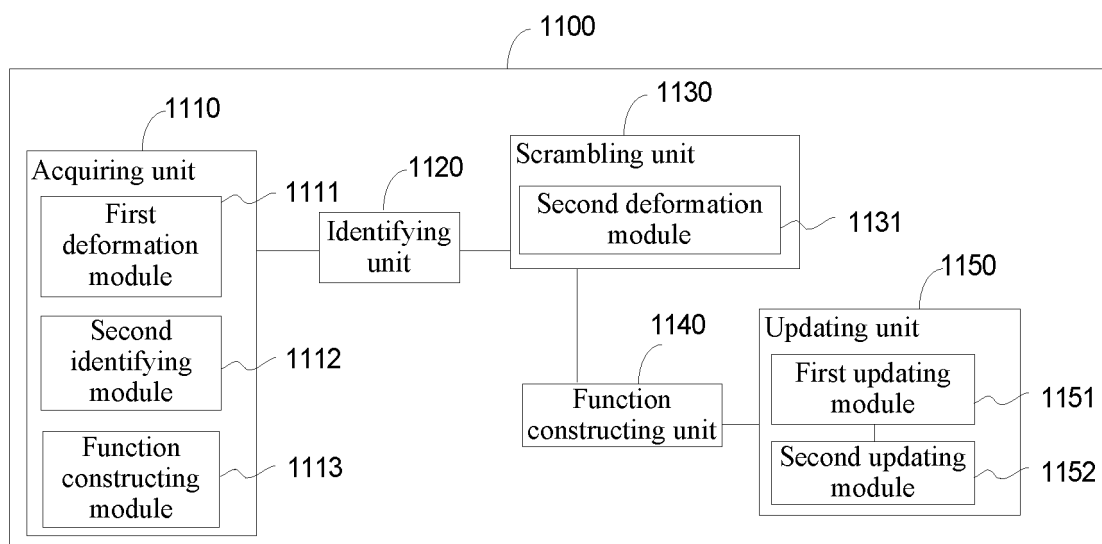 1100
1110
Acquiring unit
1111
First
deformation
module
Second
identifying
module
1112
Function
constructing
module
1113
1120
Identifying
unit
1130
Scrambling unit
Second deformation
module
1131
1140
Function
constructing unit
1150
Updating unit
First updating
module
1151
Second updating
module
1152